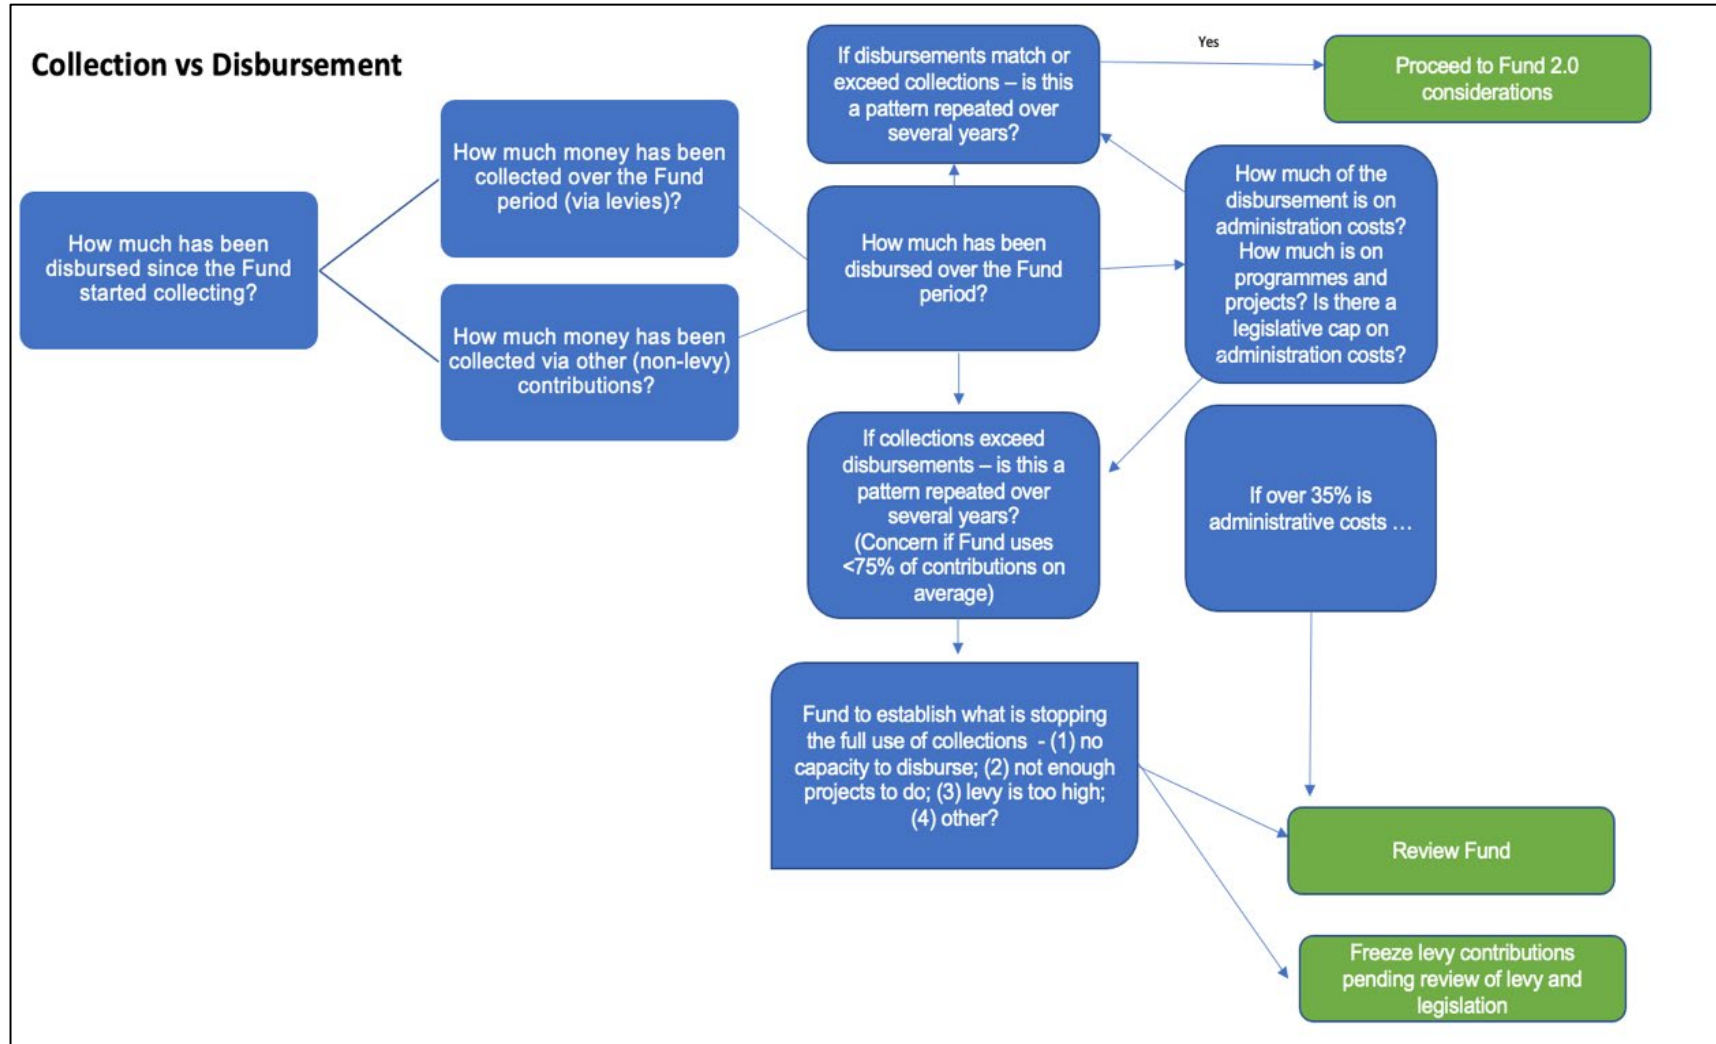 Collection vs Disbursement
How much has been
disbursed since the Fund
started collecting?
How much money has been
collected over the Fund
period (via levies)?
How much money has been
collected via other (non-levy)
contributions?
If disbursements match or
exceed collections – is this
a pattern repeated over
several years?
Yes
Proceed to Fund 2.0
considerations
How much has been
disbursed over the Fund
period?
How much of the
disbursement is on
administration costs?
How much is on
programmes and
projects? Is there a
legislative cap on
administration costs?
If collections exceed
disbursements – is this a
pattern repeated over
several years?
(Concern if Fund uses
<75% of contributions on
average)
If over 35% is
administrative costs …
Fund to establish what is stopping
the full use of collections - (1) no
capacity to disburse; (2) not enough
projects to do; (3) levy is too high;
(4) other?
Review Fund
Freeze levy contributions
pending review of levy and
legislation